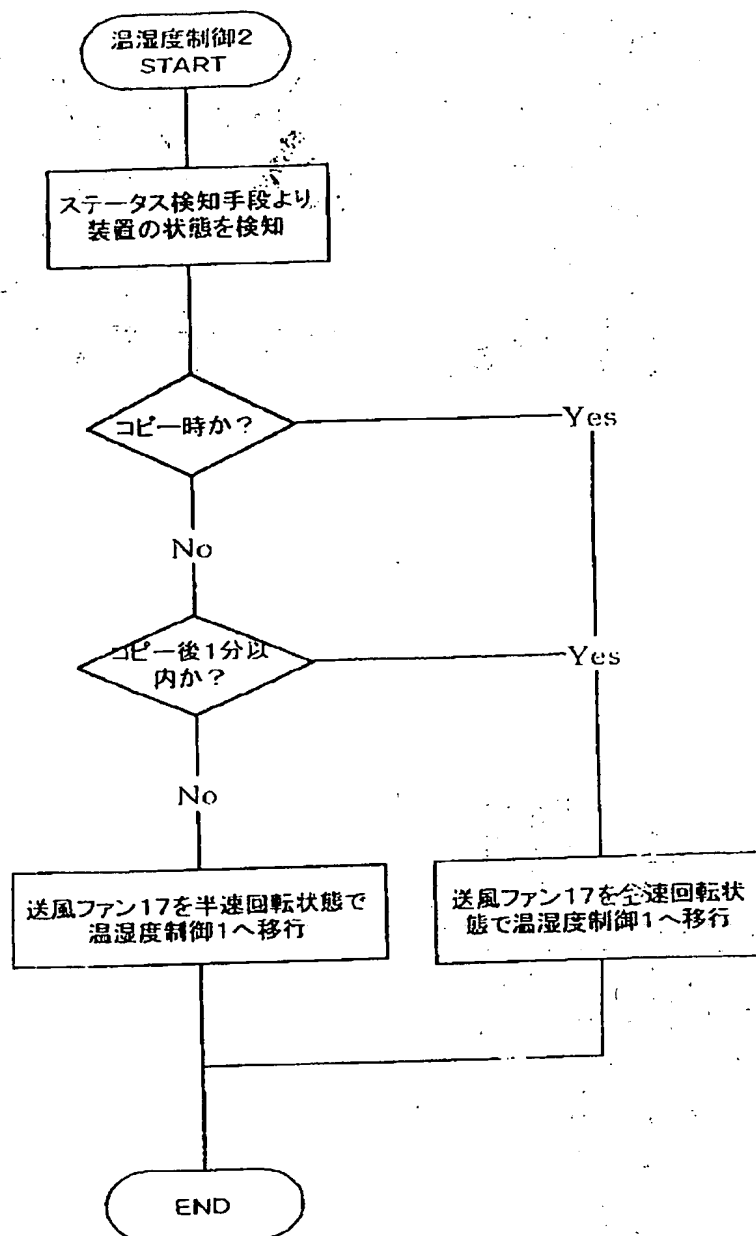 温湿度制御2
START
ステータス検知手段より
装置の状態を検知
コピー時か？
Yes
No
コピー後1分以
内か？
Yes
No
送風ファン17を半速回転状態で
温湿度制御1へ移行
送風ファン17を全速回転状
態で温湿度制御1へ移行
END